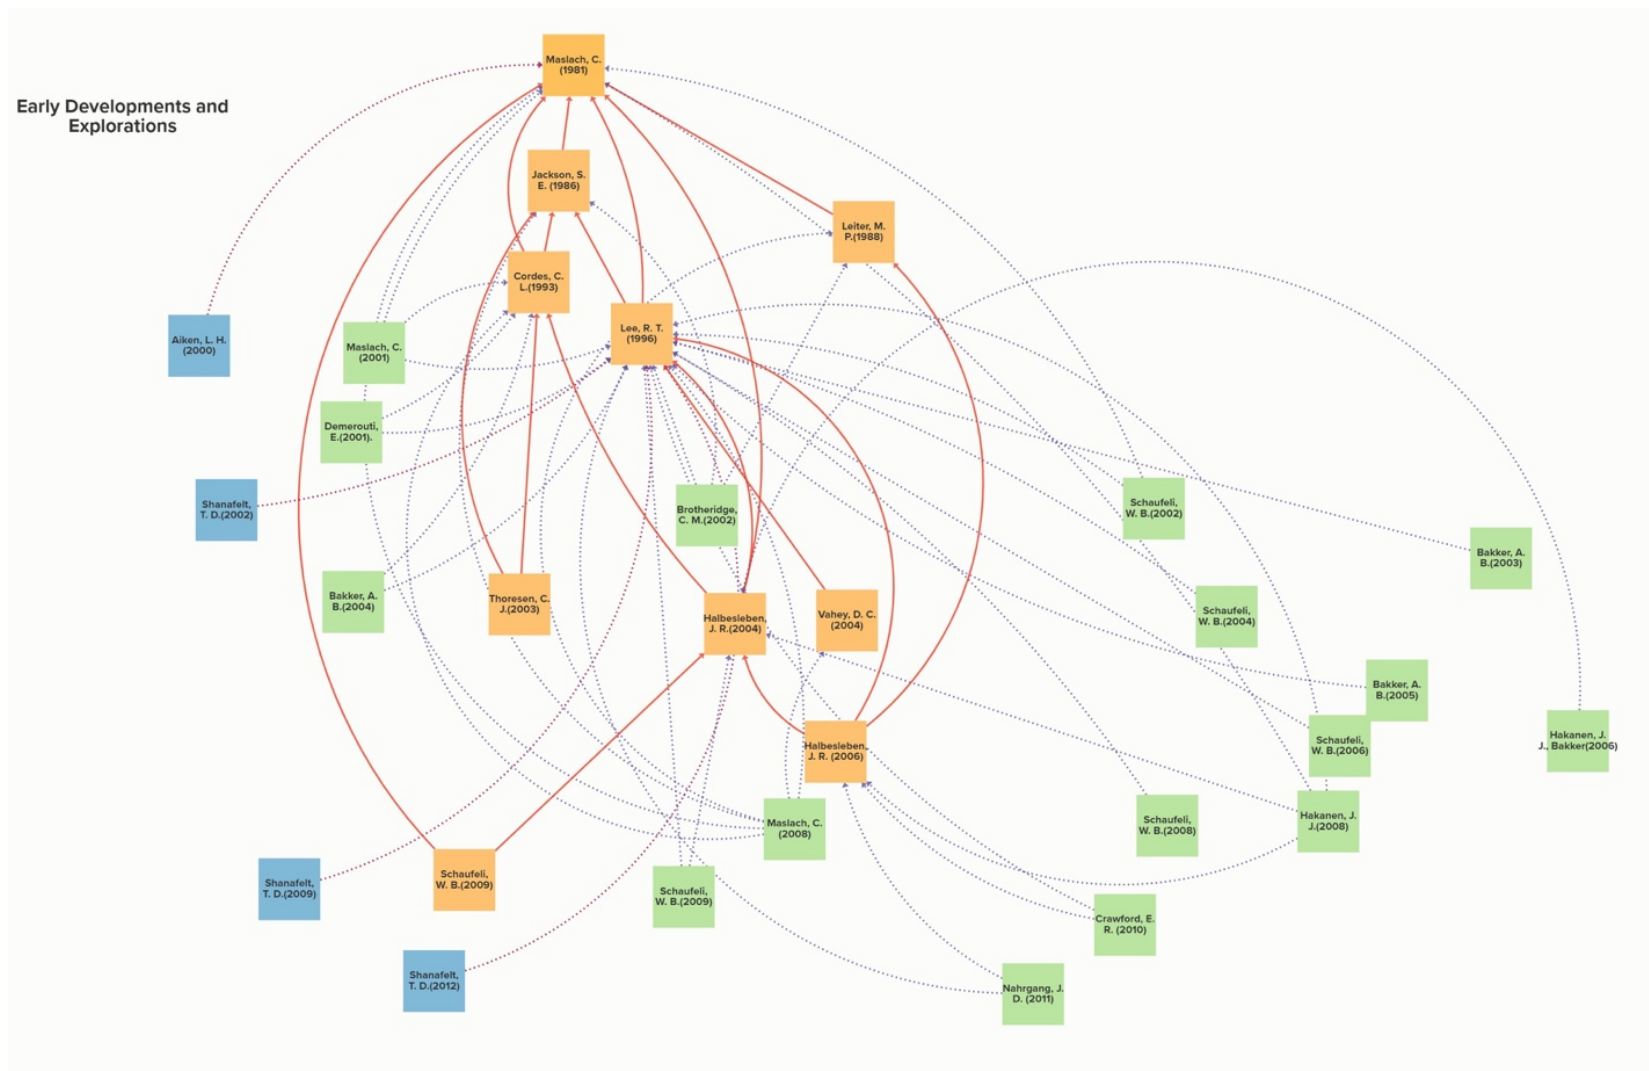 Maslach, C.
(1981)
Early Developments and
Explorations
Jackson, S.
E. (1986)
Leiter, M.
P.(1988)
Cordes, C.
L.(1993)
Lee, R. T.
(1996)
Aiken, L. H.
(2000)
Maslach, C.
(2001)
Demerouti,
E.(2001).
Shanafelt,
T. D.(2002)
Brotheridge,
C. M.(2002)
Schaufeli,
W. B.(2002)
Bakker, A.
B.(2003)
Bakker, A.
B.(2004)
Thoresen, C.
J.(2003)
Halbesleben,
J. R.(2004)
Vahey, D. C.
(2004)
Schaufeli,
W. B.(2004)
Bakker, A.
B.(2005)
Halbesleben,
J. R. (2006)
Schaufeli,
W. B.(2006)
Hakanen, J.
J., Bakker(2006)
Maslach, C.
(2008)
Schaufeli,
W. B.(2008)
Hakanen, J.
J.(2008)
Shanafelt,
T. D.(2009)
Schaufeli,
W. B.(2009)
Schaufeli,
W. B.(2009)
Crawford, E.
R. (2010)
Shanafelt,
T. D.(2012)
Nahrgang, J.
D. (2011)